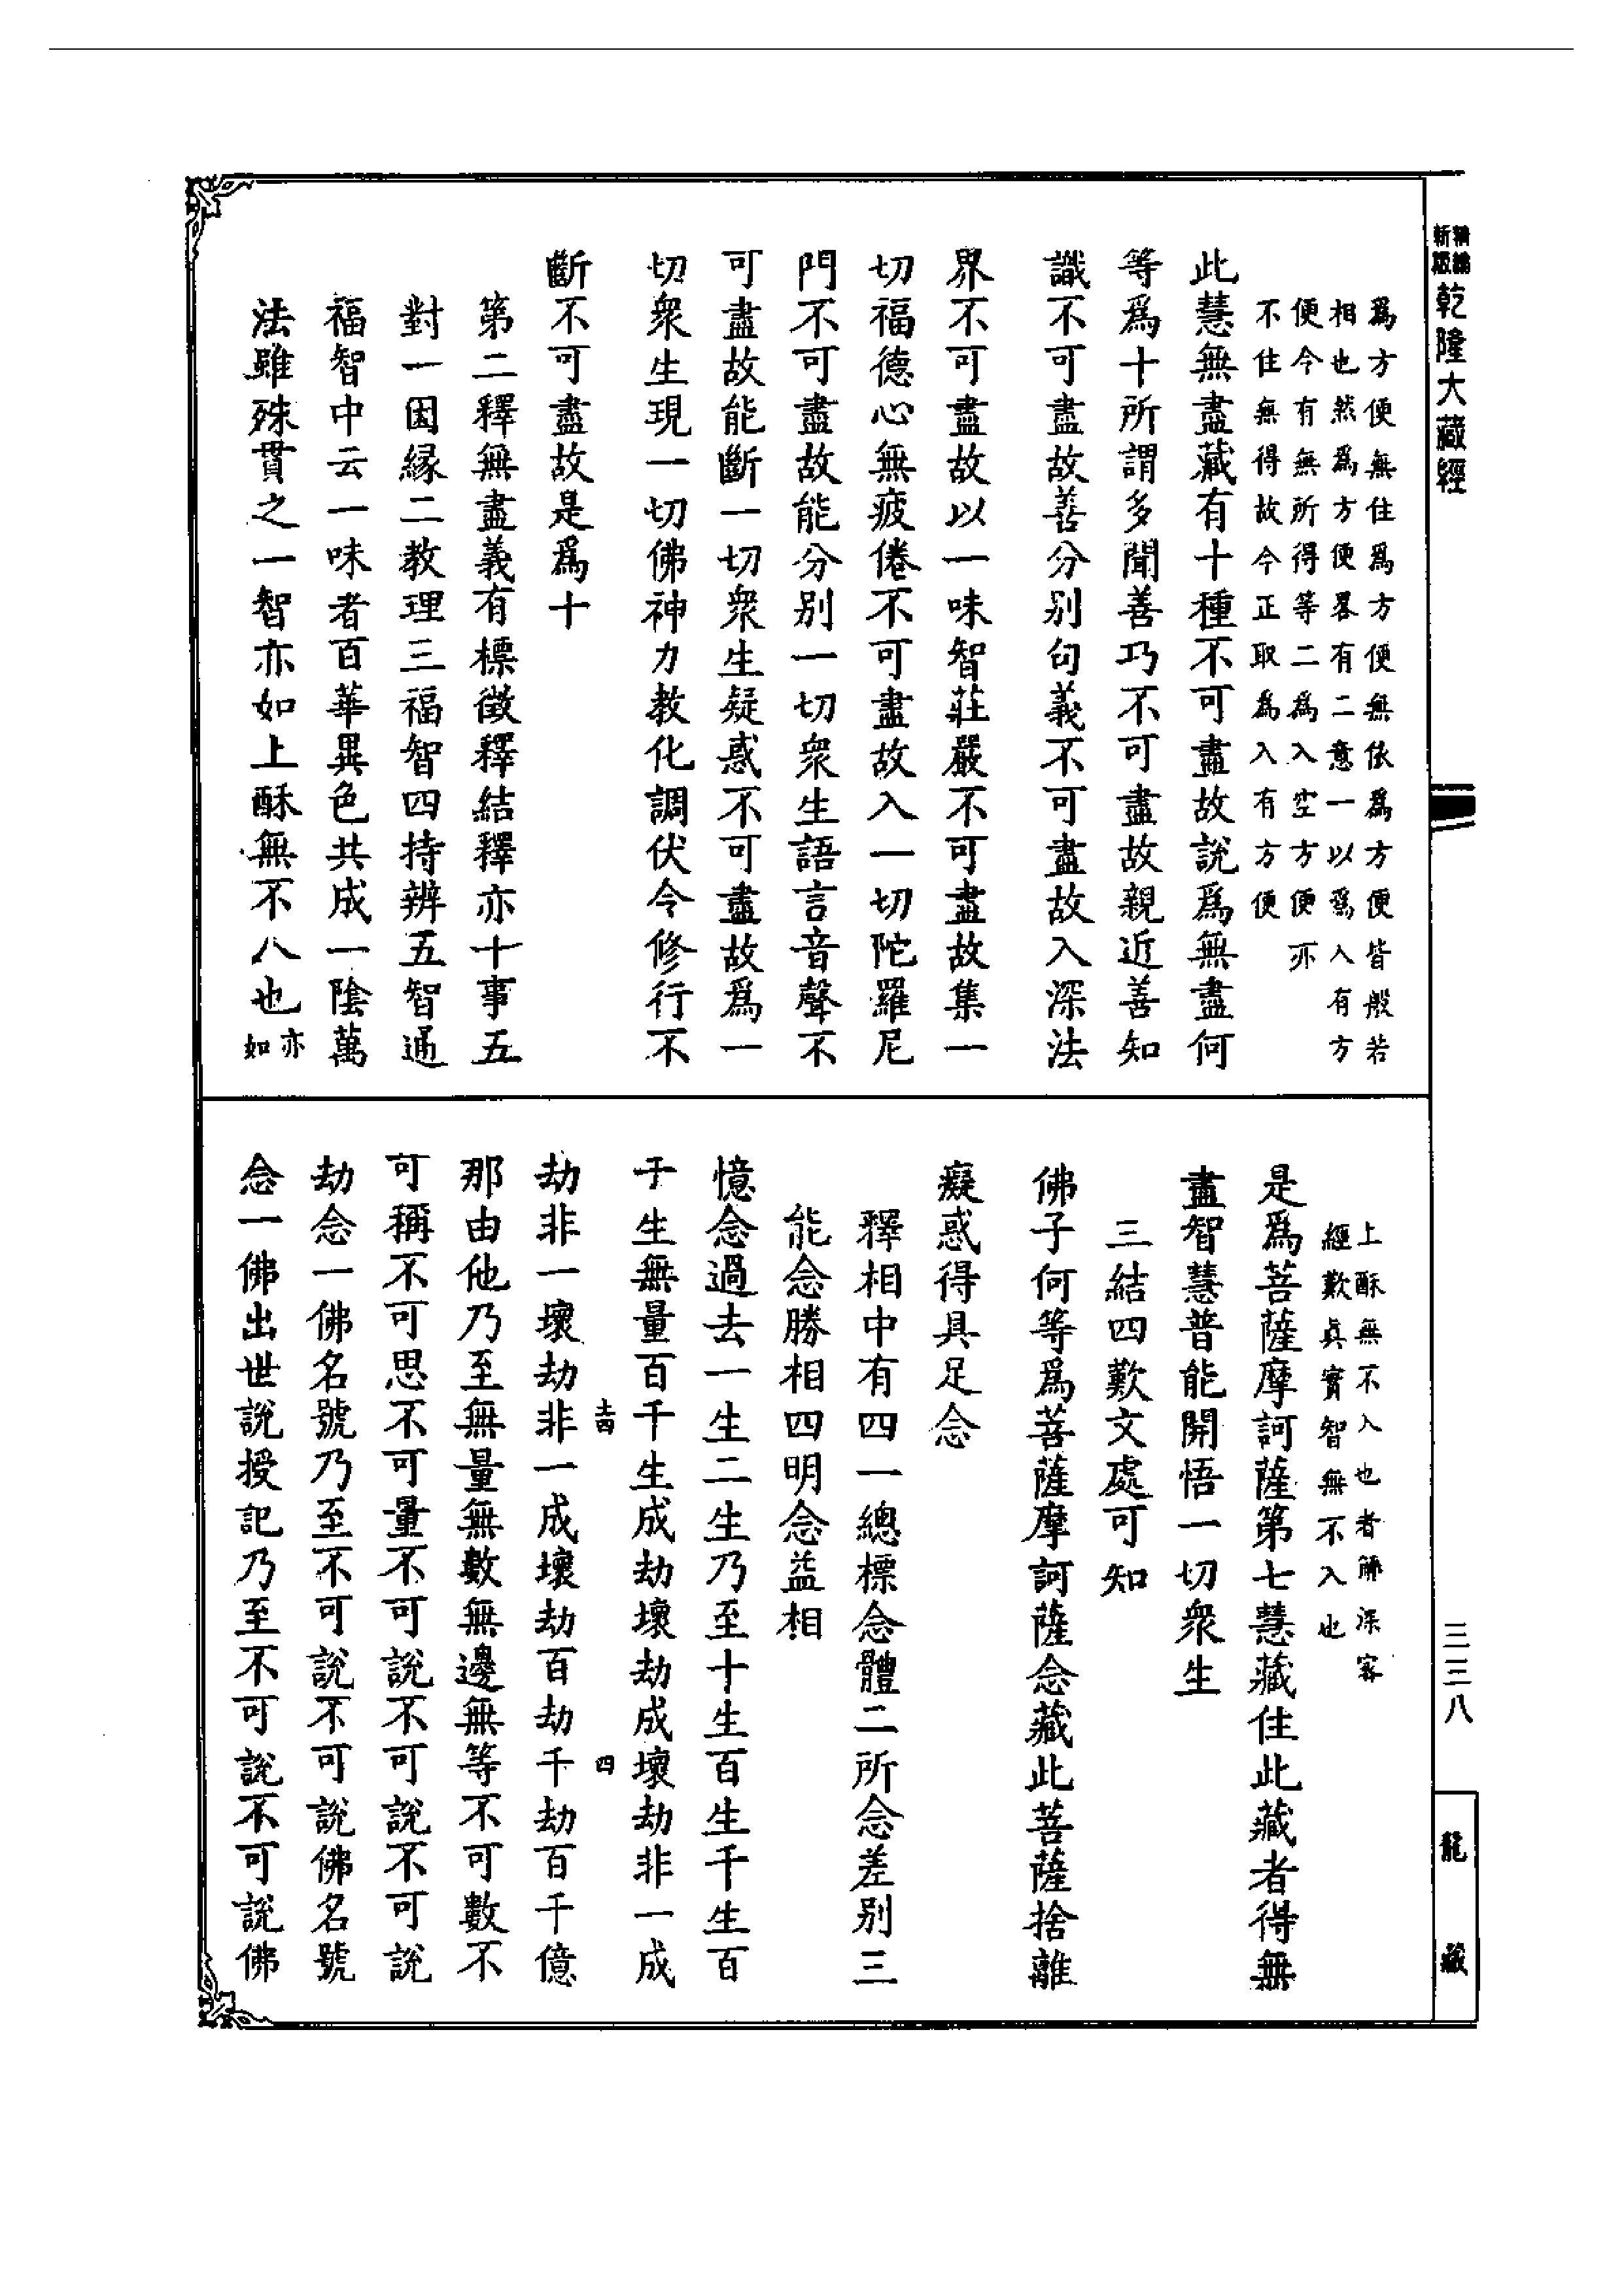 精編
新版
乾隆大藏經
為方便無住爲方便無依爲方便皆般若
相也然爲方便畧有二意一以爲入有方
便今有無所得等二爲入空方便亦
不住無得故今正取爲入有方便
此慧無盡藏有十種不可盡故說爲無盡何
等爲十所謂多聞善巧不可盡故親近善知
識不可盡故善分别句義不可盡故入深法
界不可盡故以一味智莊嚴不可盡故集一
切福德心無疲倦不可盡故入一切陀羅尼
門不可盡故能分别一切衆生語言音聲不
可盡故能斷一切衆生疑惑不可盡故爲一
切衆生現一切佛神力教化調伏令修行不
斷不可盡故是爲十
第二釋無盡義有標徵釋結釋亦十事五
對一因緣二教理三福智四持辨五智通
福智中云一味者百華異色共成一陰萬
法雖殊貫之一智亦如上酥無不八也亦
如
上酥無不入也者
經歎眞實智無不入也
是爲菩薩摩訶薩第七慧藏住此藏者得無
盡智慧普能開悟一切衆生
三結四歎文處可知
佛子何等爲菩薩摩訶薩念藏此菩薩捨離
癡惑得具足念
釋相中有四一總標念體二所念差别三
能念勝相四明念益相
憶念過去一生二生乃至十生百生千生百
千生無量百千生成劫壞劫成壞劫非一成
十四
四
劫非一壞劫非一成壞劫百劫千劫百千億
那由他乃至無量無數無邊無等不可數不
可稱不可思不可量不可說不可說不可說
劫念一佛名號乃至不可說不可說佛名號
念一佛出世說授記乃至不可說不可說佛
三三八
龍
藏